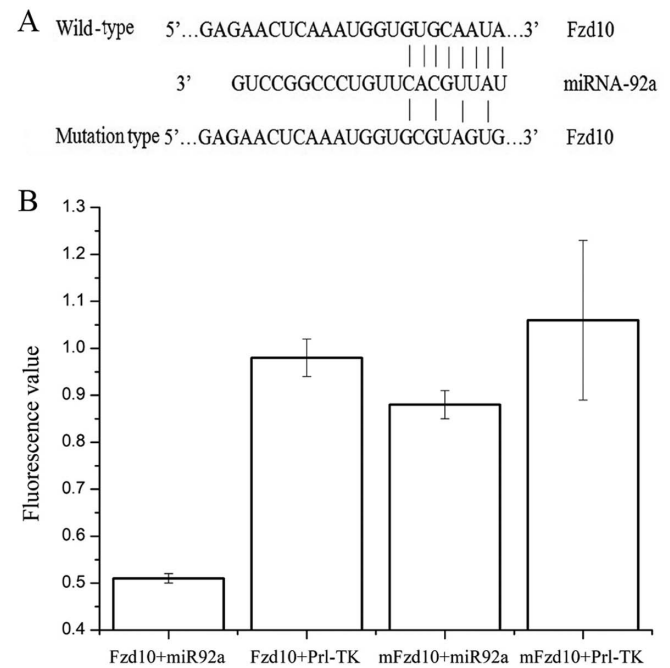 A
Wild-type 5’…GAGAACUCAAAUGGUGUGCAAUA…3’ Fzd10
3’ GUCCGGCCCUGUUCACGUUAU miRNA-92a
Mutation type 5’…GAGAACUCAAAUGGUGCGUAGUG…3’ Fzd10
B
1.3
1.2
1.1
1.0
0.9
0.8
0.7
0.6
0.5
0.4
Fluorescence value
Fzd10+miR92a Fzd10+Prl-TK mFzd10+miR92a mFzd10+Prl-TK